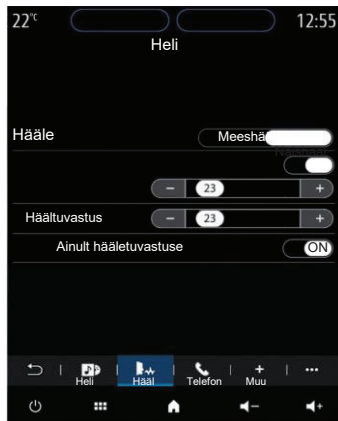 22°C 12:55
Heli
Hääle Meeshä
− 23 +
Häältuvastus − 23 +
Ainult hääletuvastuse ON
Heli Hääl Telefon + Muu ...
− +